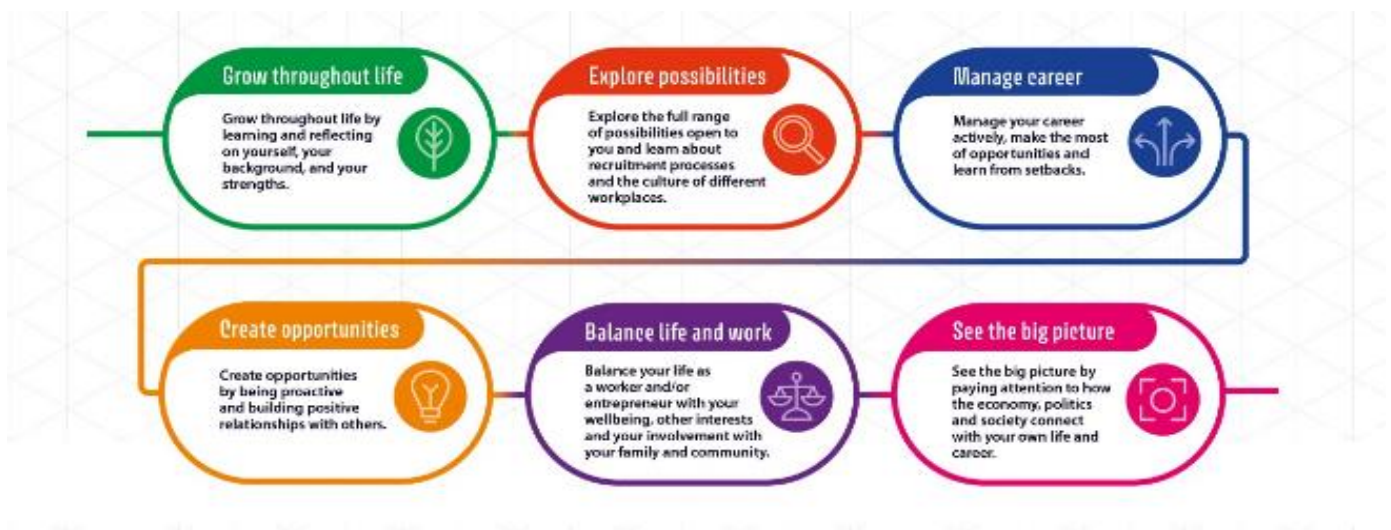 Grow throughout life
Grow throughout life by
learning and reflecting
on yourself, your
background, and your
strengths.
Explore possibilities
Explore the full range
of possibilities open to
you and learn about
recruitment processes
and the culture of different
workplaces.
Manage career
Manage your career
actively, make the most
of opportunities and
learn from setbacks.
Create opportunities
Create opportunities
by being proactive
and building positive
relationships with others.
Balance life and work
Balance your life as
a worker and/or
entrepreneur with your
wellbeing, other interests
and your involvement with
your family and community.
See the big picture
See the big picture by
paying attention to how
the economy, politics
and society connect
with your own life and
career.